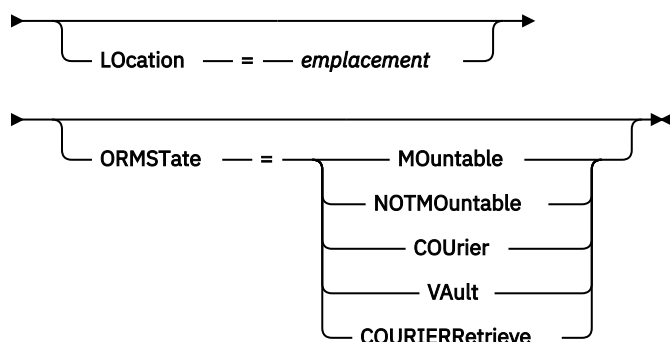 LOcation = emplacement
ORMSTate = MOuntable
NOTMOuntable
COUrier
VAult
COURIERRetrieve